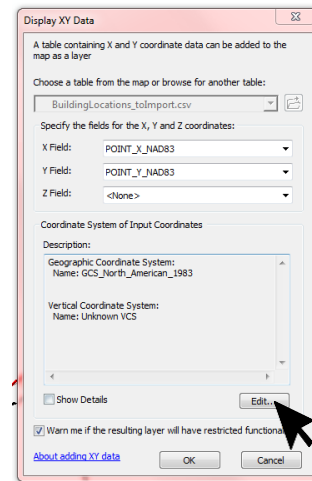 Display XY Data
A table containing X and Y coordinate data can be added to the
map as a layer
Choose a table from the map or browse for another table:
BuildingLocations_toImport.csv
Specify the fields for the X, Y and Z coordinates:
X Field: POINT_X_NAD83
Y Field: POINT_Y_NAD83
Z Field: <None>
Coordinate System of Input Coordinates
Description:
Geographic Coordinate System:
Name: GCS_North_American_1983
Vertical Coordinate System:
Name: Unknown VCS
Show Details Edit...
Warn me if the resulting layer will have restricted functiona
About adding XY data OK Cancel